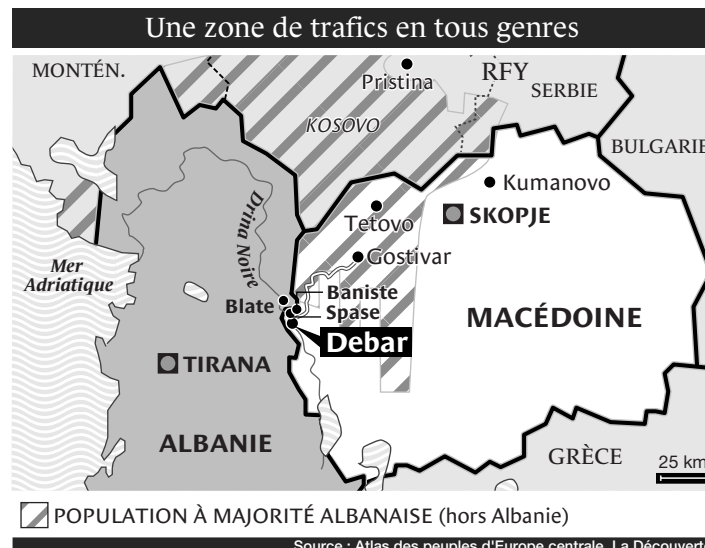 Une zone de trafics en tous genres
MONTÉN.
Pristina
RFY
SERBIE
KOSOVO
BULGARIE
Kumanovo
Drina Noire
Tetovo
SKOPJE
Gostivar
Mer
Adriatique
Baniste
Blate
Spase
MACÉDOINE
Debar
TIRANA
ALBANIE
GRÈCE
25 km
POPULATION À MAJORITÉ ALBANAISE (hors Albanie)
Source : Atlas des peuples d'Europe centrale, La Découverte